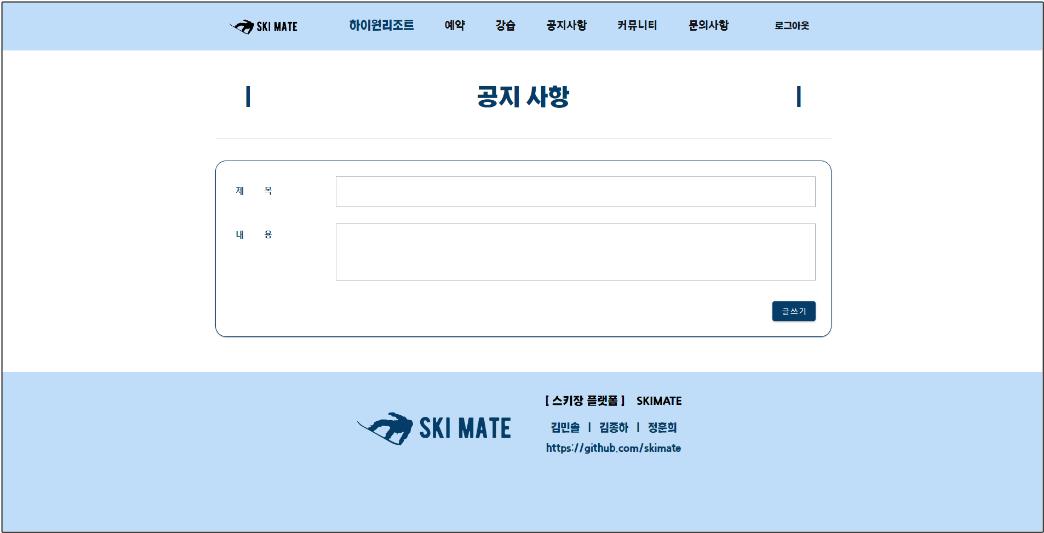 SKI MATE 하이원리조트 예약 강습 공지사항 커뮤니티 문의사항 로그아웃
| 공지 사항 |
제 목
내 용
글쓰기
[ 스키장 플랫폼 ] SKIMATE
SKI MATE
김민솔 | 김종하 | 정훈희
https://github.com/skimate